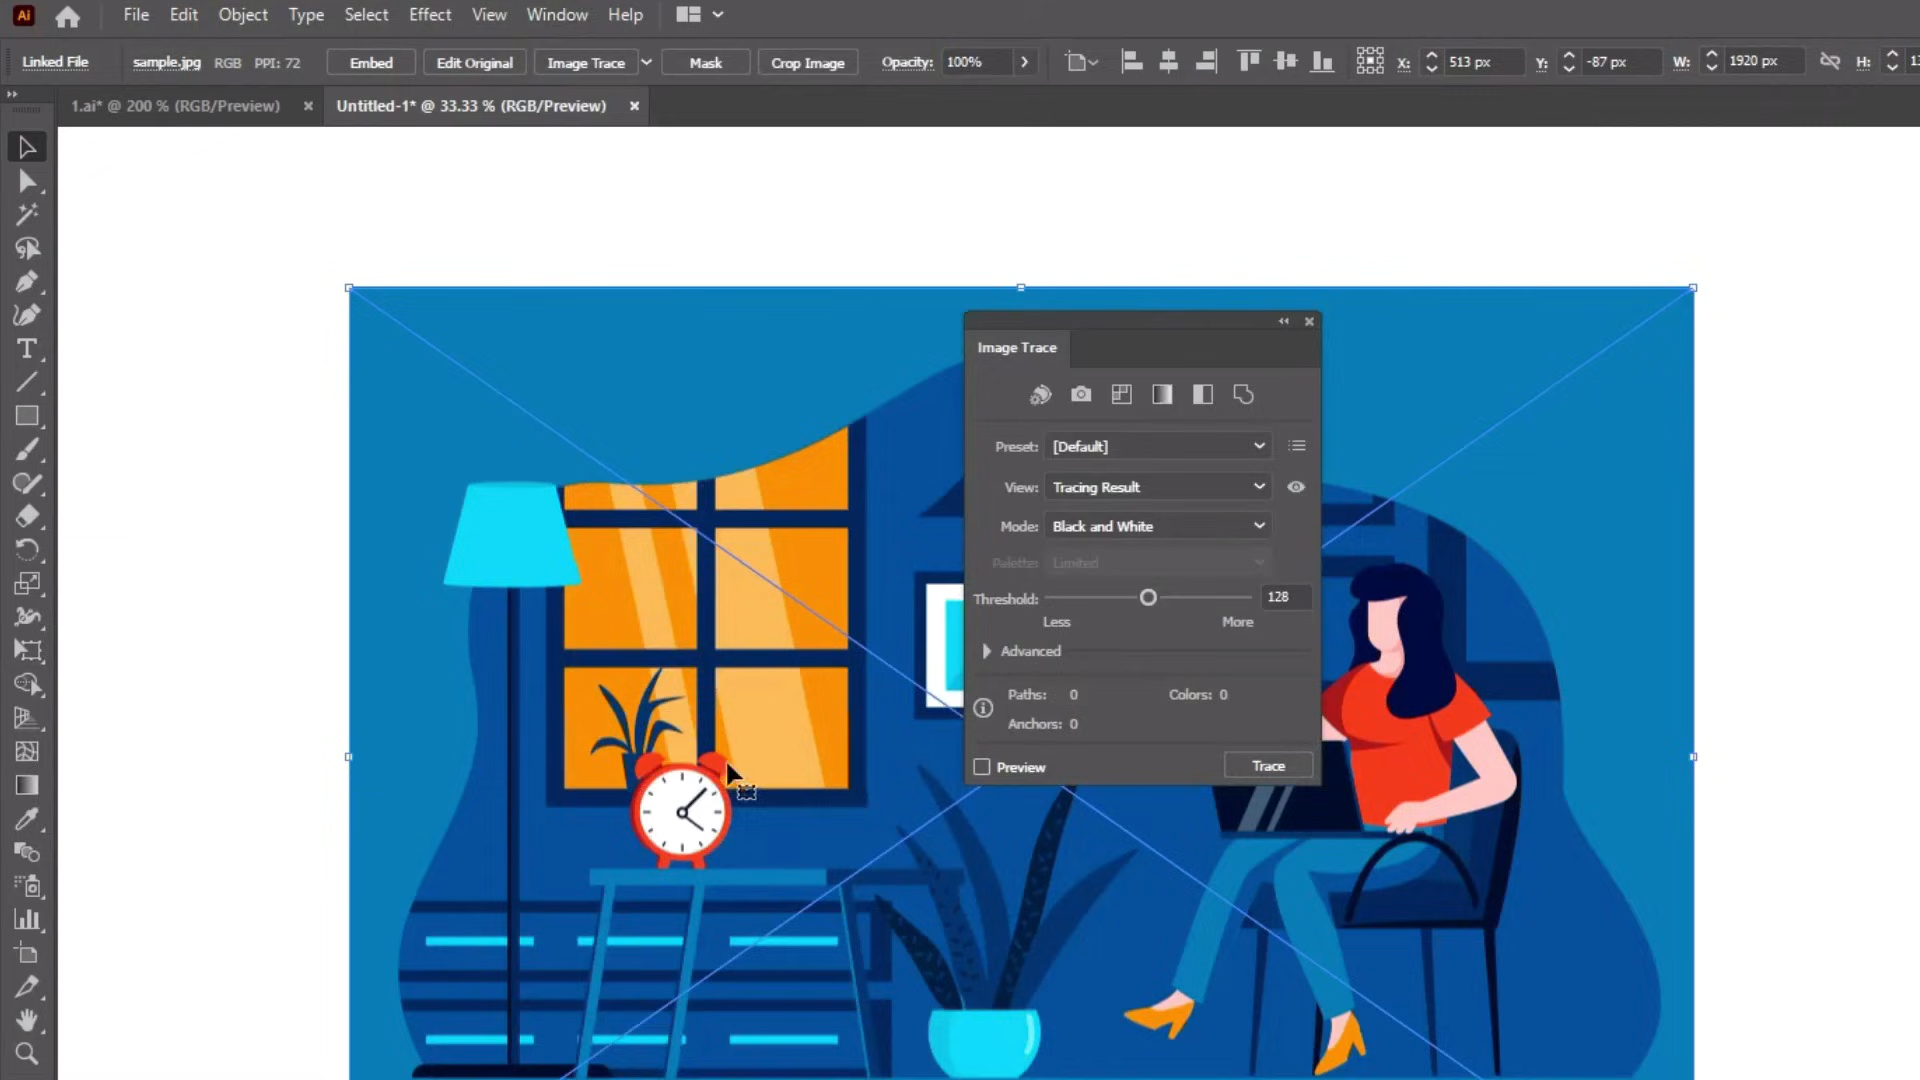 Ai File Edit Object Type Select Effect View Window Help
Linked File sample.jpg RGB PPI: 72 Embed Edit Original Image Trace Mask Crop Image Opacity: 100% X: 513 px Y: -87 px W: 1920 px H:
1.ai* @ 200 % (RGB/Preview) Untitled-1* @ 33.33 % (RGB/Preview)
Image Trace
Preset: [Default]
View: Tracing Result
Mode: Black and White
Palette: Limited
Threshold: 128
Less More
Advanced
Paths: 0 Colors: 0
Anchors: 0
Preview Trace